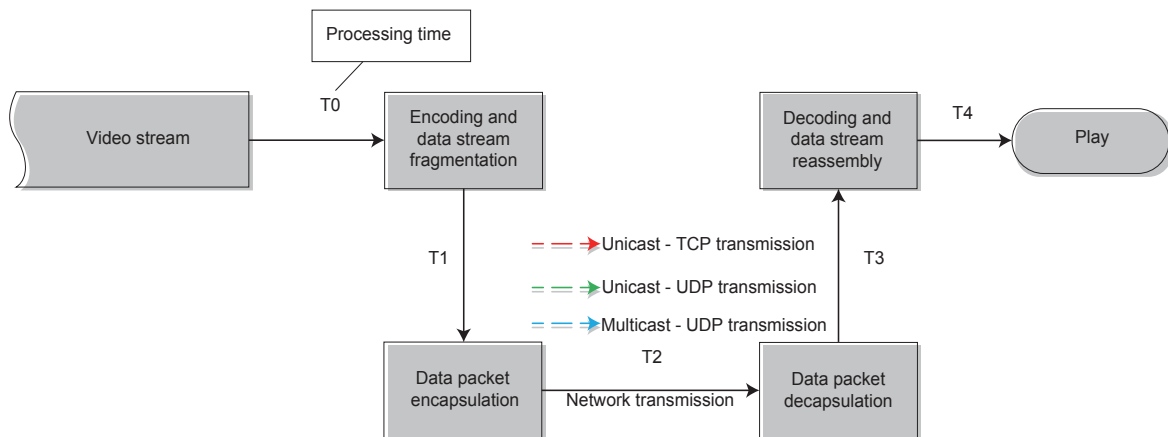 Processing time
T0
Video stream
Encoding and
data stream
fragmentation
Decoding and
data stream
reassembly
T4
Play
T1
Unicast - TCP transmission
T3
Unicast - UDP transmission
Multicast - UDP transmission
T2
Data packet
encapsulation
Network transmission
Data packet
decapsulation